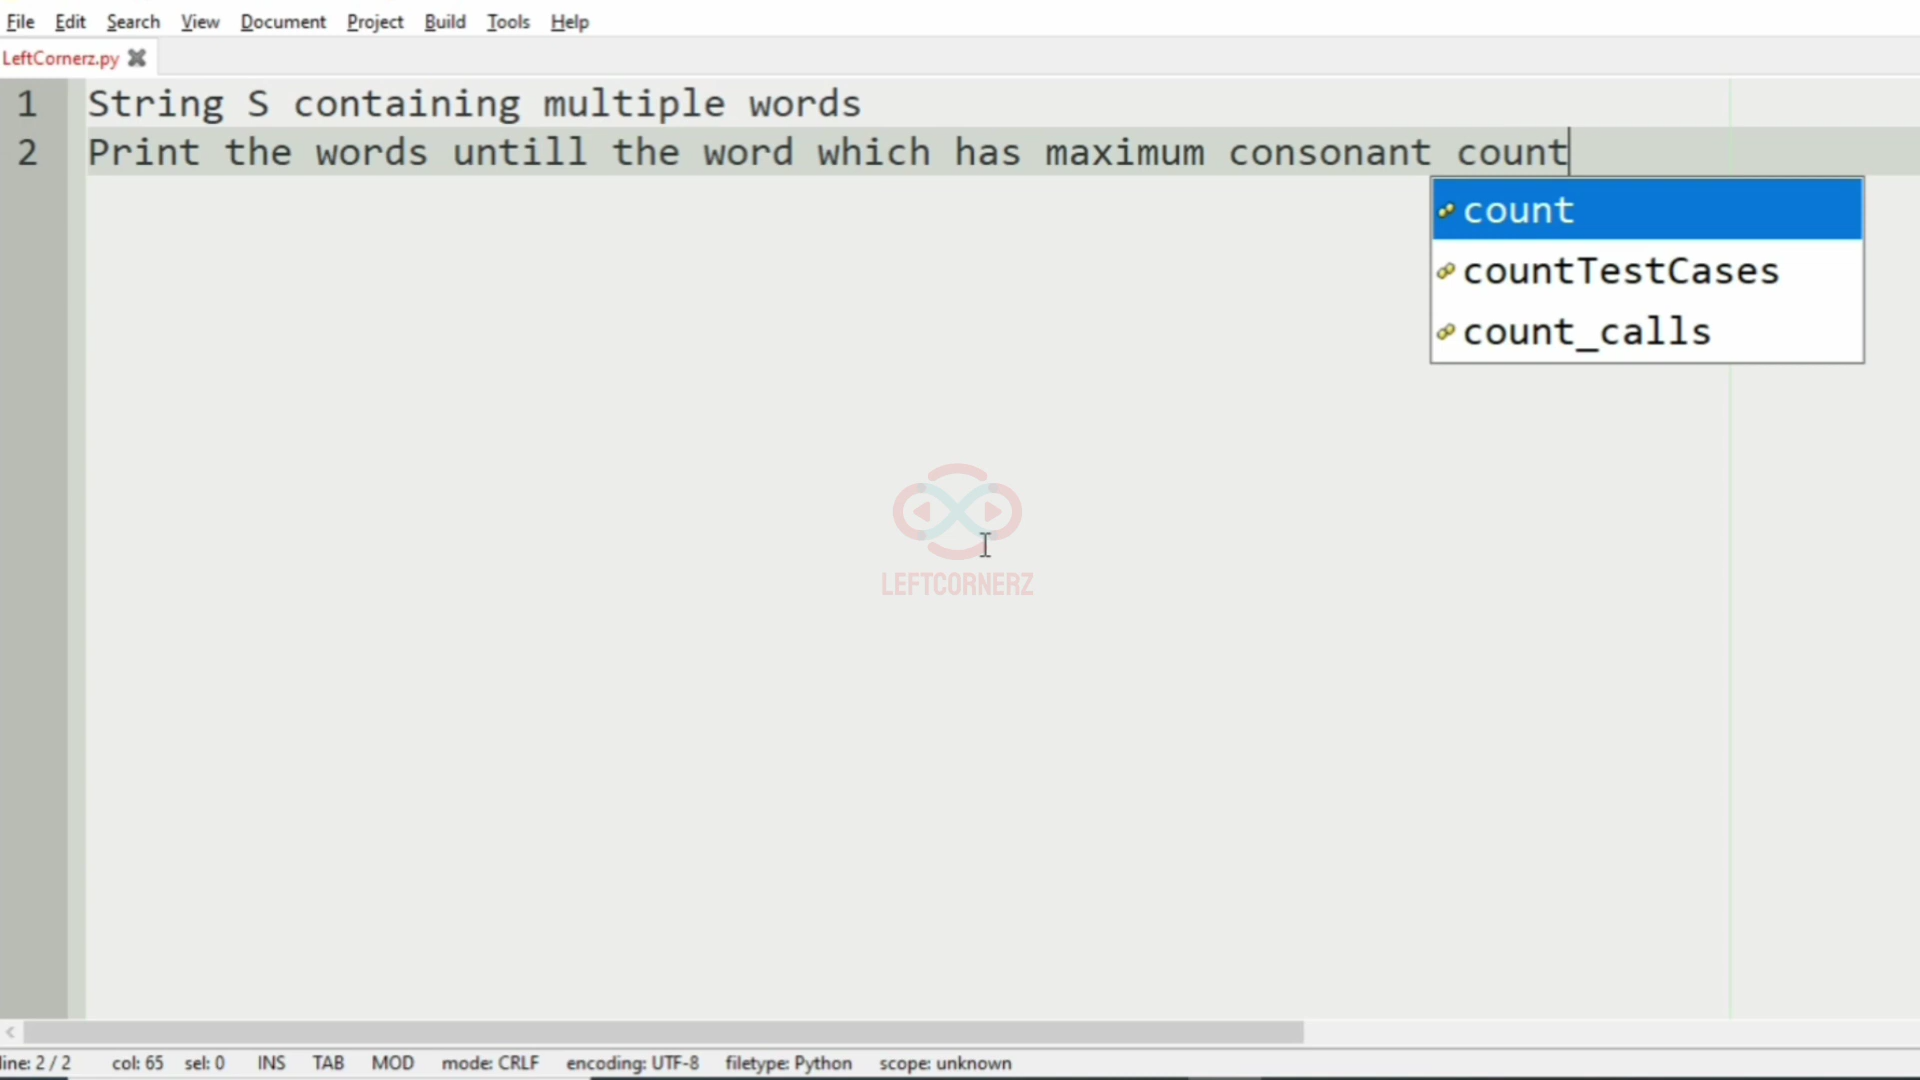 File Edit Search View Document Project Build Tools Help
LeftCornerz.py
1 String S containing multiple words
2 Print the words untill the word which has maximum consonant count
count
countTestCases
count_calls
LEFTCORNERZ
line: 2 / 2 col: 65 sel: 0 INS TAB MOD mode: CRLF encoding: UTF-8 filetype: Python scope: unknown